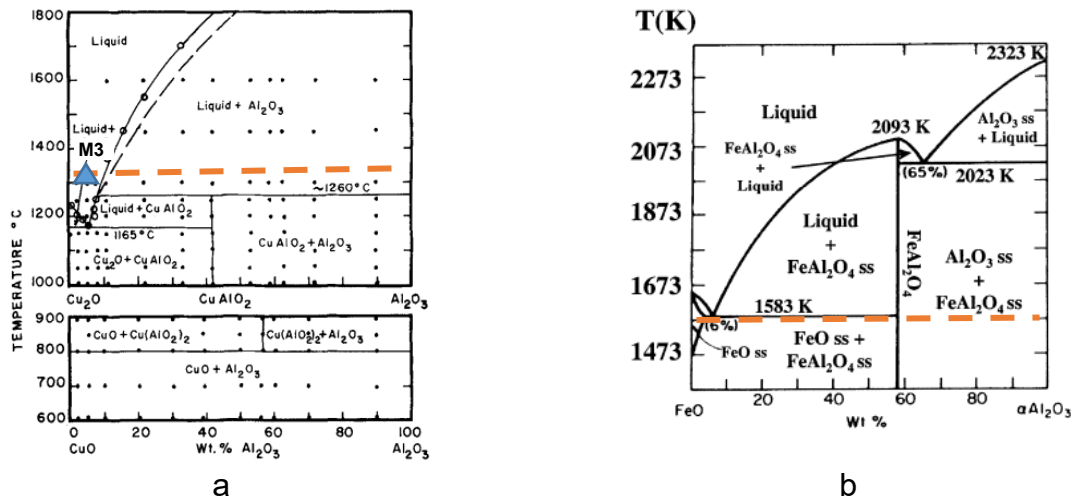 1800
1600
1400
1200
1000
900
800
700
600
TEMPERATURE °C
Liquid
Liquid + Al₂O₃
Liquid+
M3
~1260°C
Liquid + CuAlO₂
1165°C
CuAlO₂+Al₂O₃
Cu₂O+CuAlO₂
Cu₂O
CuAlO₂
Al₂O₃
CuO + Cu(AlO₂)₂
CuO + Al₂O₃
0 20 40 60 80 100
CuO
Wt. % Al₂O₃
Al₂O₃
a
T(K)
2273
2073
1873
1673
1473
2323 K
Liquid
2093 K
Al₂O₃ ss
+ Liquid
FeAl₂O₄ ss
+
Liquid
(65%)
2023 K
Liquid
+
FeAl₂O₄ ss
FeAl₂O₄
Al₂O₃ ss
+
FeAl₂O₄ ss
1583 K
(6%)
FeO ss
FeO ss +
FeAl₂O₄ ss
20 40 60 80
FeO
Wt %
αAl₂O₃
b